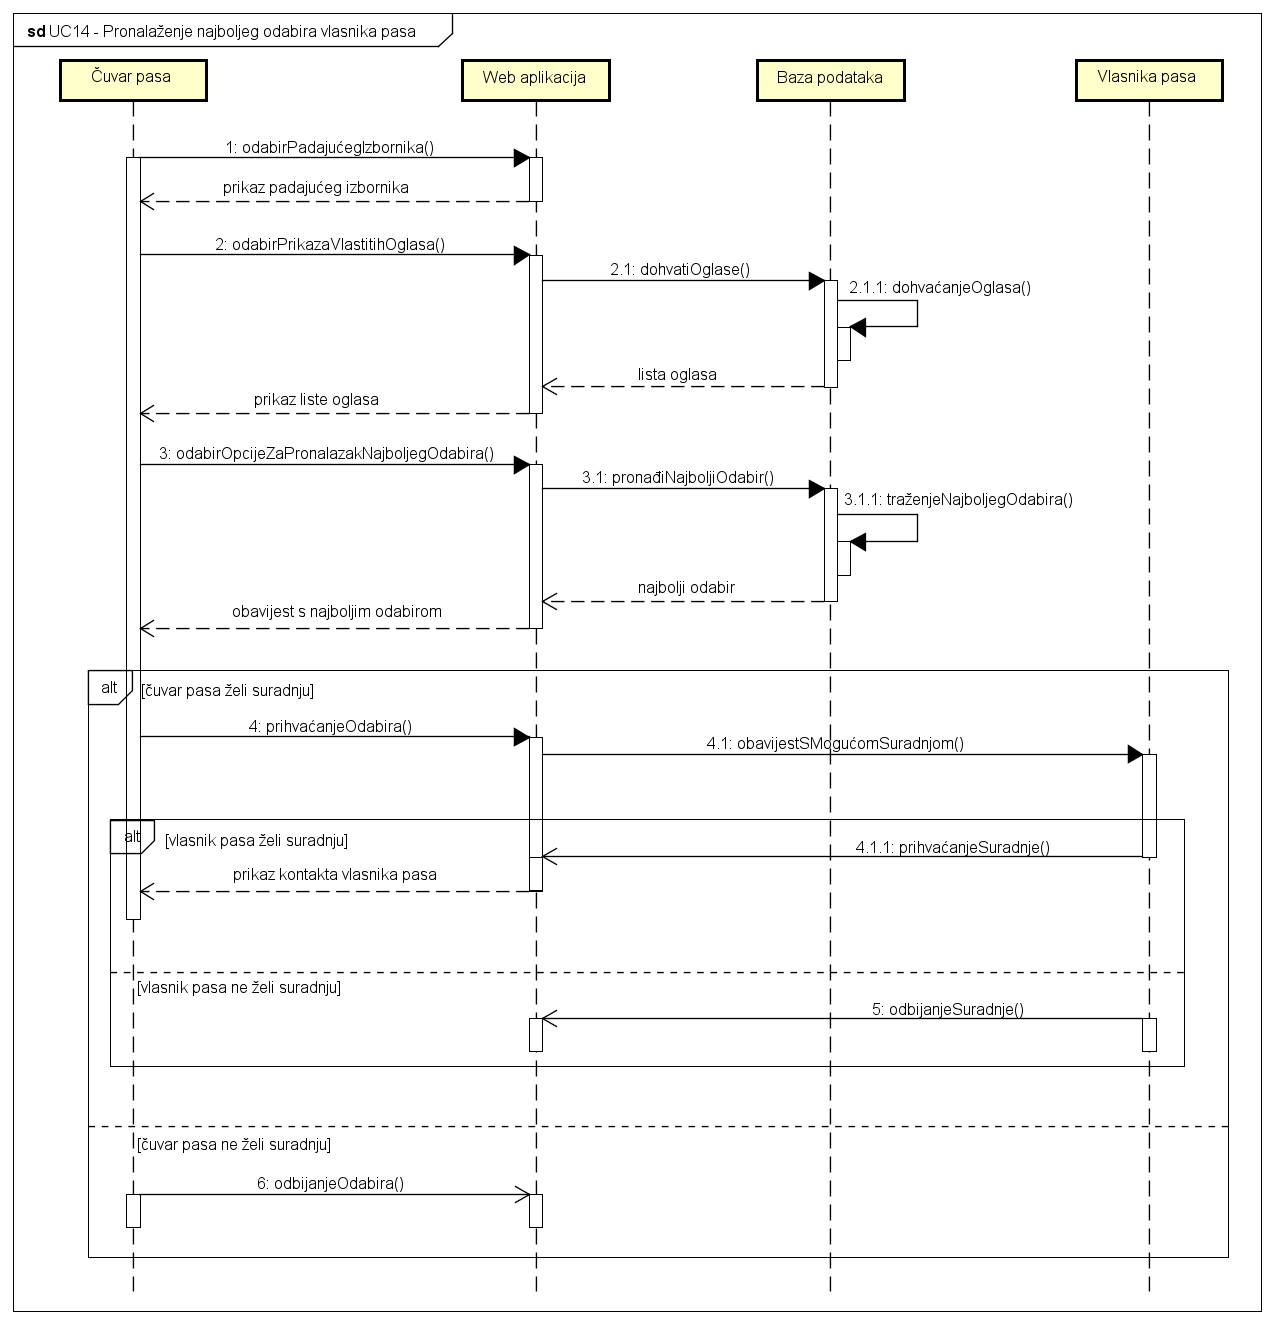 sd UC14 - Pronalaženje najboljeg odabira vlasnika pasa
Čuvar pasa
Web aplikacija
Baza podataka
Vlasnika pasa
1: odabirPadajućegIzbornika()
prikaz padajućeg izbornika
2: odabirPrikazaVlastitihOglasa()
2.1: dohvatiOglase()
2.1.1: dohvaćanjeOglasa()
lista oglasa
prikaz liste oglasa
3: odabirOpcijeZaPronalazakNajboljegOdabira()
3.1: pronađiNajboljiOdabir()
3.1.1: traženjeNajboljegOdabira()
najbolji odabir
obavijest s najboljim odabirom
alt
[čuvar pasa želi suradnju]
4: prihvaćanjeOdabira()
4.1: obavijestSMogućomSuradnjom()
alt
[vlasnik pasa želi suradnju]
4.1.1: prihvaćanjeSuradnje()
prikaz kontakta vlasnika pasa
[vlasnik pasa ne želi suradnju]
5: odbijanjeSuradnje()
[čuvar pasa ne želi suradnju]
6: odbijanjeOdabira()